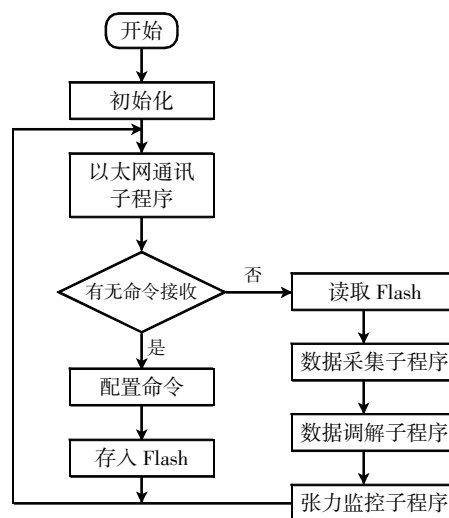 开始
初始化
以太网通讯
子程序
有无命令接收
否
是
读取 Flash
配置命令
数据采集子程序
存入 Flash
数据调解子程序
张力监控子程序